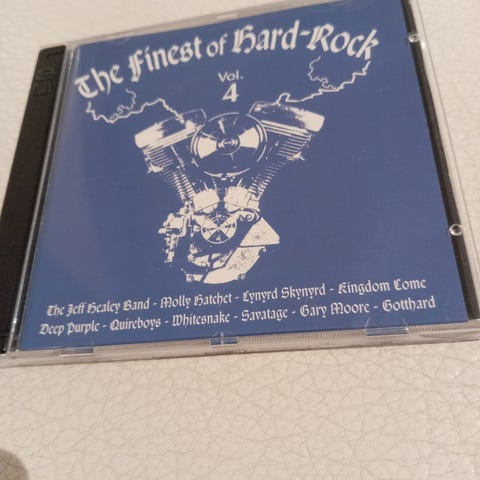 The Finest of Hard-Rock
Vol.
4
The Jeff Healey Band - Molly Hatchet - Lynyrd Skynyrd - Kingdom Come
Deep Purple - Quireboys - Whitesnake - Savatage - Gary Moore - Gotthard